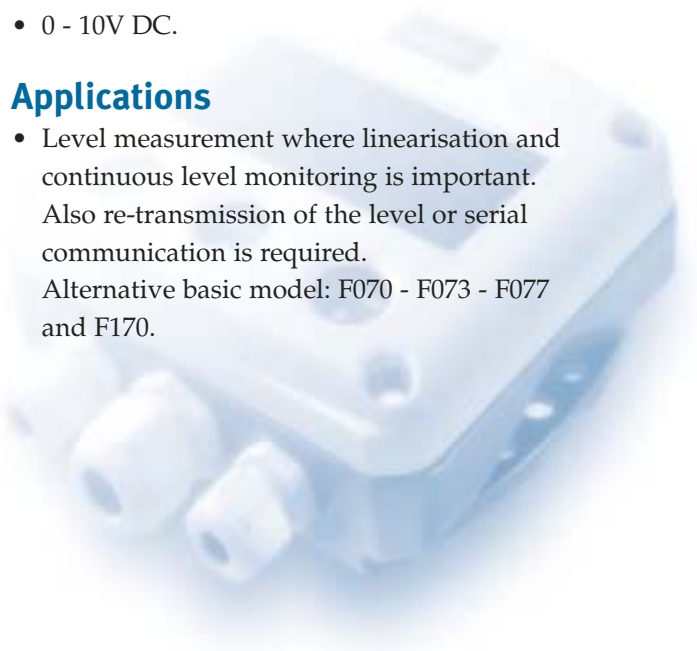 • 0 - 10V DC.
Applications
• Level measurement where linearisation and
continuous level monitoring is important.
Also re-transmission of the level or serial
communication is required.
Alternative basic model: F070 - F073 - F077
and F170.